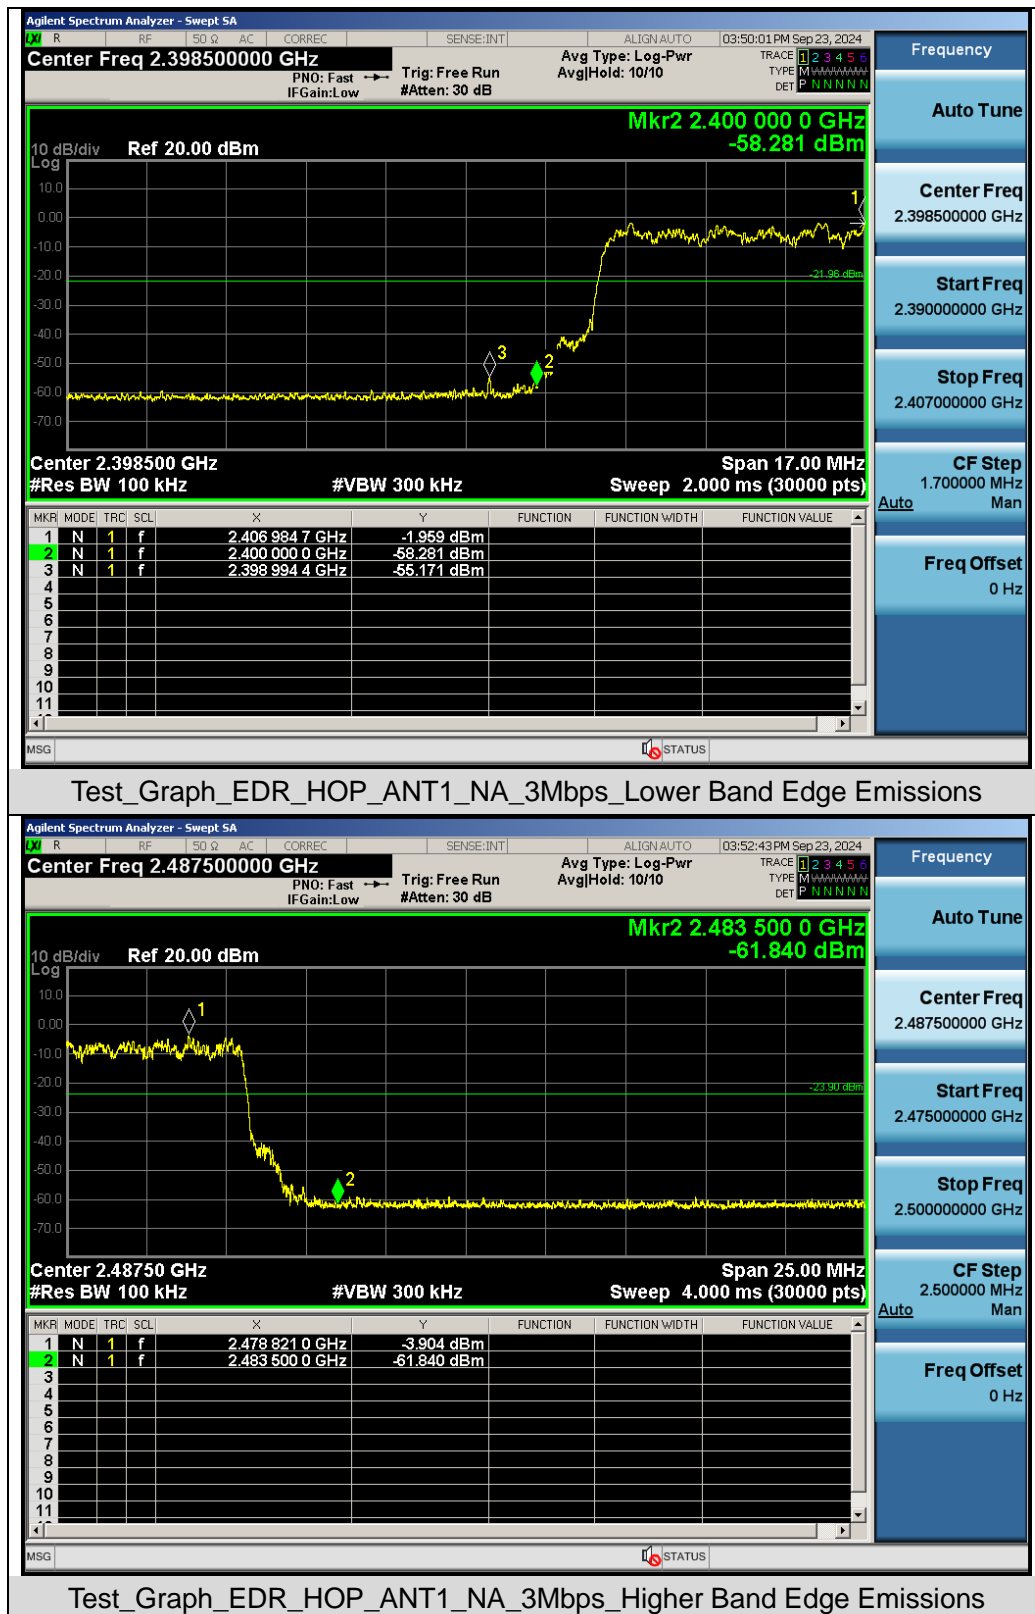 Agilent Spectrum Analyzer - Swept SA
LXI R RF 50 Ω AC CORREC SENSE:INT ALIGN AUTO 03:50:01 PM Sep 23, 2024
Center Freq 2.398500000 GHz
PNO: Fast
IFGain:Low
Trig: Free Run
#Atten: 30 dB
Avg Type: Log-Pwr
Avg|Hold: 10/10
TRACE 1 2 3 4 5 6
TYPE M
DET P N N N N N
Mkr2 2.400 000 0 GHz
-58.281 dBm
10 dB/div Ref 20.00 dBm
Log
10.0
0.00
-10.0
-20.0
-30.0
-40.0
-50.0
-60.0
-70.0
1
-21.96 dBm
3
2
Center 2.398500 GHz Span 17.00 MHz
#Res BW 100 kHz #VBW 300 kHz Sweep 2.000 ms (30000 pts)
MKR MODE TRC SCL X Y FUNCTION FUNCTION WIDTH FUNCTION VALUE
1 N 1 f 2.406 984 7 GHz -1.959 dBm
2 N 1 f 2.400 000 0 GHz -58.281 dBm
3 N 1 f 2.398 994 4 GHz -55.171 dBm
4
5
6
7
8
9
10
11
MSG STATUS
Frequency
Auto Tune
Center Freq
2.398500000 GHz
Start Freq
2.390000000 GHz
Stop Freq
2.407000000 GHz
CF Step
1.700000 MHz
Auto Man
Freq Offset
0 Hz
Test_Graph_EDR_HOP_ANT1_NA_3Mbps_Lower Band Edge Emissions
Agilent Spectrum Analyzer - Swept SA
LXI R RF 50 Ω AC CORREC SENSE:INT ALIGN AUTO 03:52:43 PM Sep 23, 2024
Center Freq 2.487500000 GHz
PNO: Fast
IFGain:Low
Trig: Free Run
#Atten: 30 dB
Avg Type: Log-Pwr
Avg|Hold: 10/10
TRACE 1 2 3 4 5 6
TYPE M
DET P N N N N N
Mkr2 2.483 500 0 GHz
-61.840 dBm
10 dB/div Ref 20.00 dBm
Log
10.0
0.00
-10.0
-20.0
-30.0
-40.0
-50.0
-60.0
-70.0
1
-23.90 dBm
2
Center 2.48750 GHz Span 25.00 MHz
#Res BW 100 kHz #VBW 300 kHz Sweep 4.000 ms (30000 pts)
MKR MODE TRC SCL X Y FUNCTION FUNCTION WIDTH FUNCTION VALUE
1 N 1 f 2.478 821 0 GHz -3.904 dBm
2 N 1 f 2.483 500 0 GHz -61.840 dBm
3
4
5
6
7
8
9
10
11
MSG STATUS
Frequency
Auto Tune
Center Freq
2.487500000 GHz
Start Freq
2.475000000 GHz
Stop Freq
2.500000000 GHz
CF Step
2.500000 MHz
Auto Man
Freq Offset
0 Hz
Test_Graph_EDR_HOP_ANT1_NA_3Mbps_Higher Band Edge Emissions